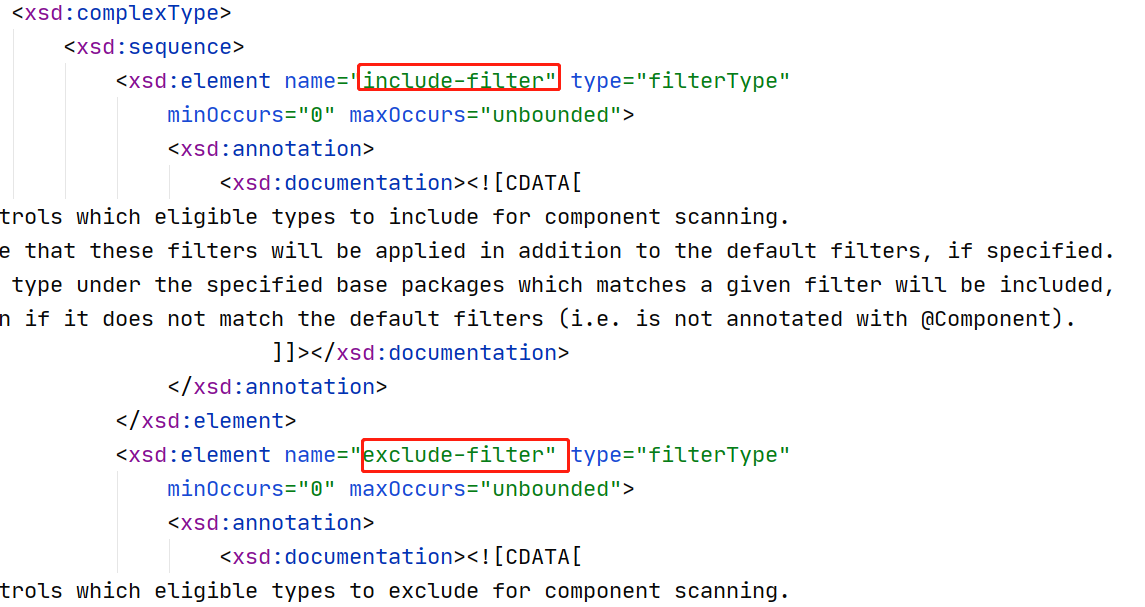 <xsd:complexType>
<xsd:sequence>
<xsd:element name="include-filter" type="filterType"
minOccurs="0" maxOccurs="unbounded">
<xsd:annotation>
<xsd:documentation><![CDATA[
trols which eligible types to include for component scanning.
e that these filters will be applied in addition to the default filters, if specified.
type under the specified base packages which matches a given filter will be included,
n if it does not match the default filters (i.e. is not annotated with @Component).
]]></xsd:documentation>
</xsd:annotation>
</xsd:element>
<xsd:element name="exclude-filter" type="filterType"
minOccurs="0" maxOccurs="unbounded">
<xsd:annotation>
<xsd:documentation><![CDATA[
trols which eligible types to exclude for component scanning.